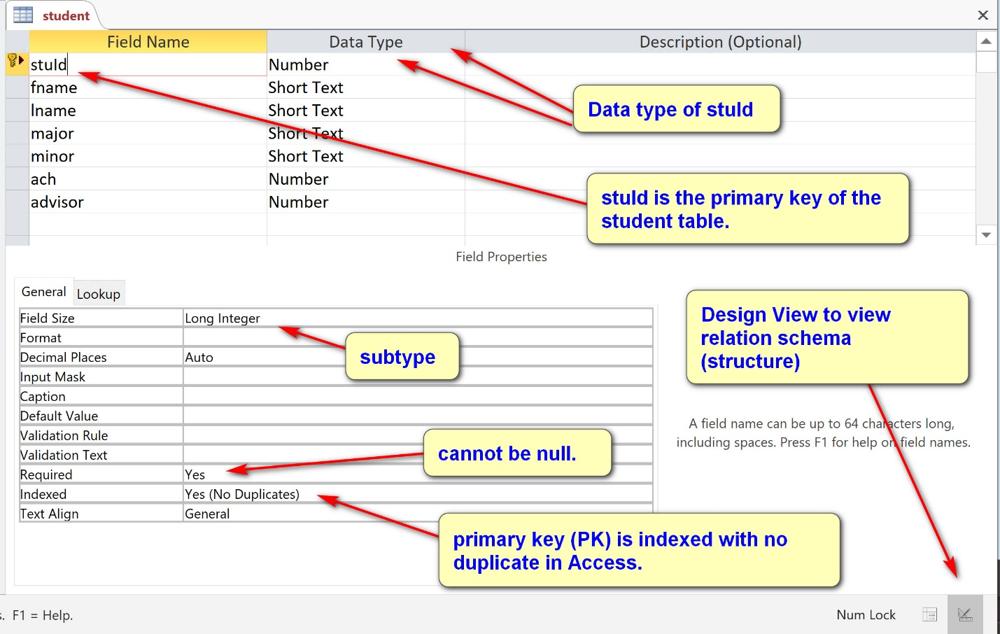 student
Field Name Data Type Description (Optional)
stuId Number
fname Short Text
lname Short Text
major Short Text
minor Short Text
ach Number
advisor Number
Data type of stuId
stuId is the primary key of the
student table.
Field Properties
General Lookup
Field Size Long Integer
Format
Decimal Places Auto
Input Mask
Caption
Default Value
Validation Rule
Validation Text
Required Yes
Indexed Yes (No Duplicates)
Text Align General
subtype
cannot be null.
primary key (PK) is indexed with no
duplicate in Access.
Design View to view
relation schema
(structure)
A field name can be up to 64 characters long,
including spaces. Press F1 for help on field names.
s. F1 = Help. Num Lock